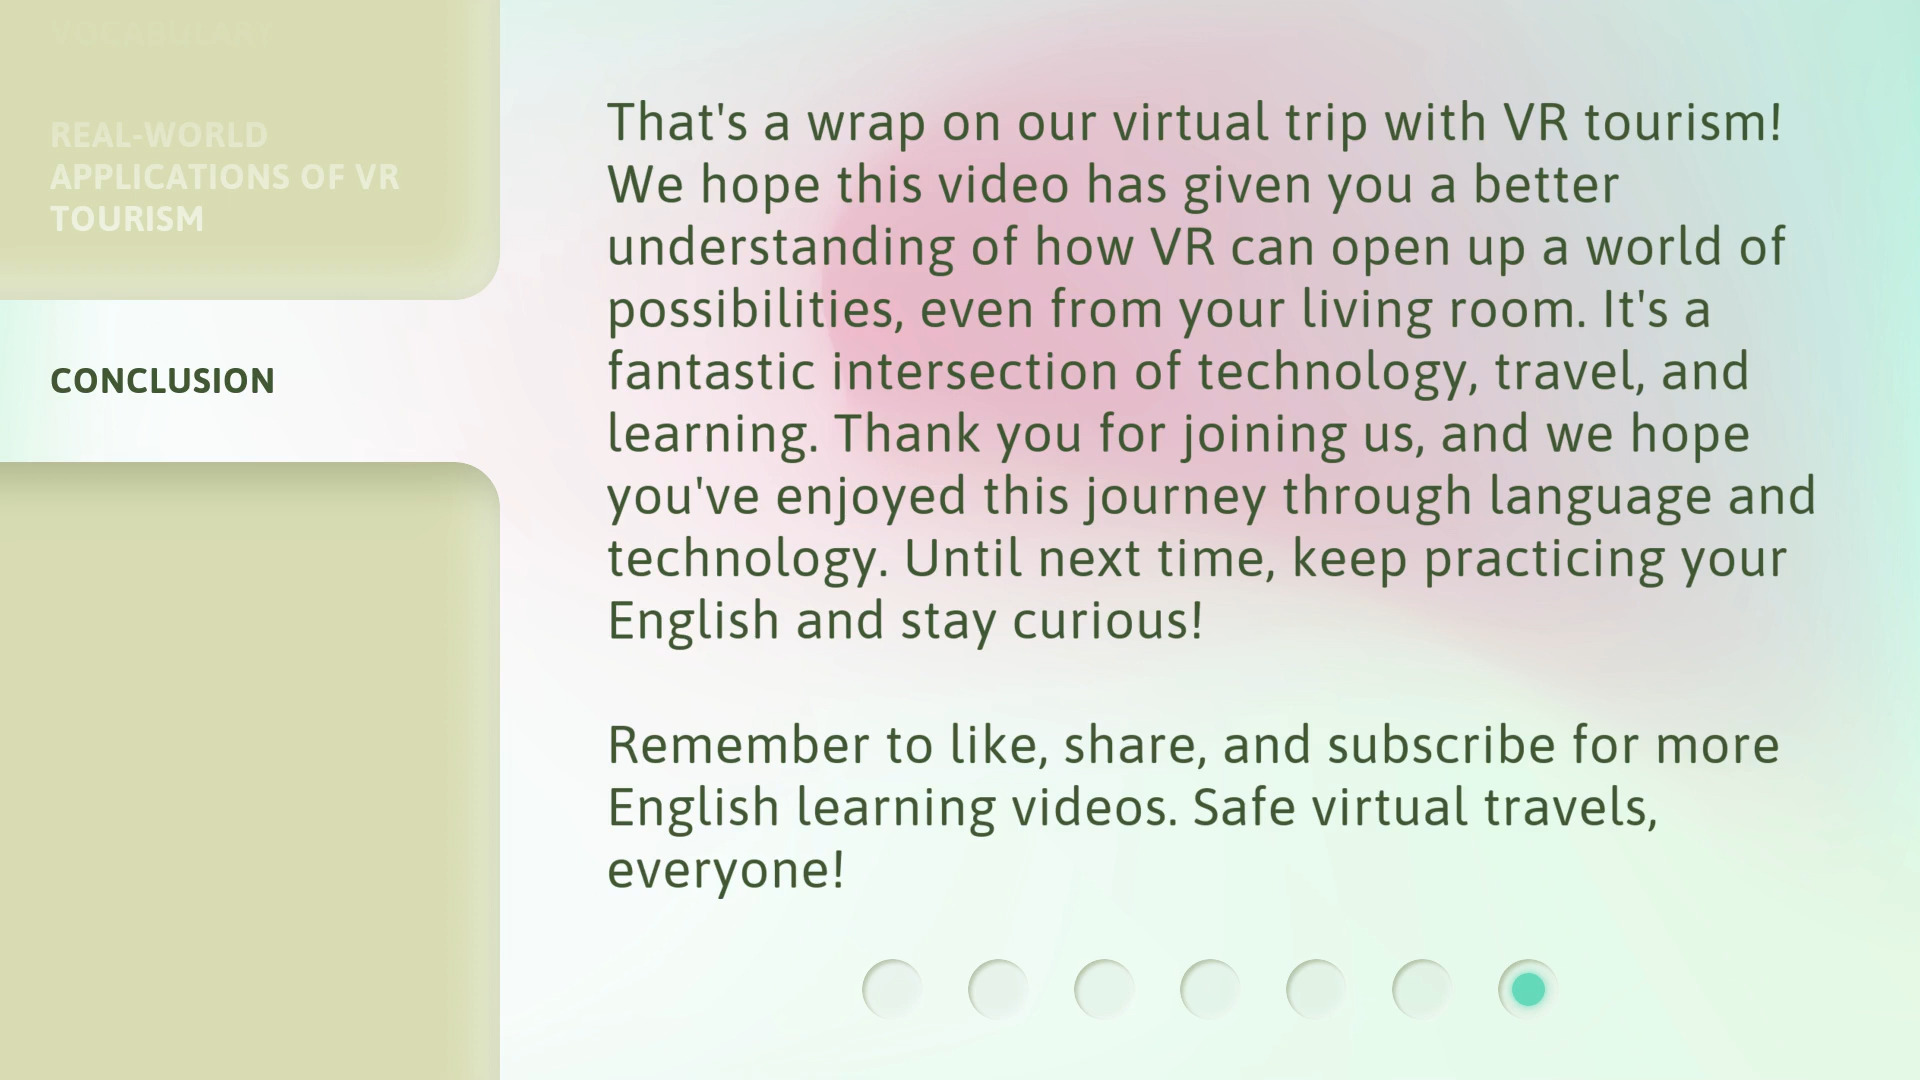 VOCABULARY
REAL-WORLD
APPLICATIONS OF VR
TOURISM
CONCLUSION
That's a wrap on our virtual trip with VR tourism!
We hope this video has given you a better
understanding of how VR can open up a world of
possibilities, even from your living room. It's a
fantastic intersection of technology, travel, and
learning. Thank you for joining us, and we hope
you've enjoyed this journey through language and
technology. Until next time, keep practicing your
English and stay curious!
Remember to like, share, and subscribe for more
English learning videos. Safe virtual travels,
everyone!